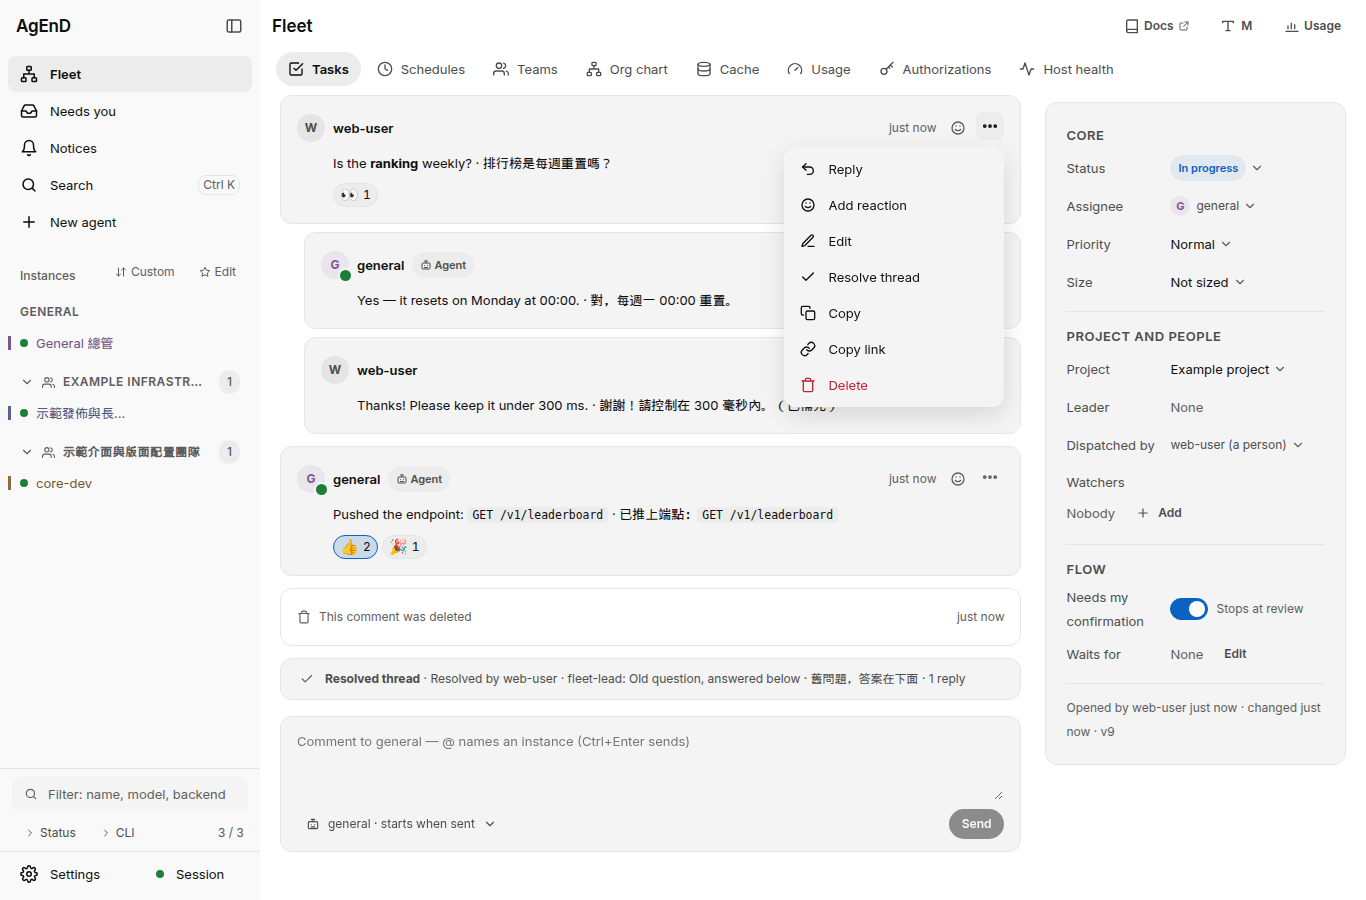 AgEnD
Fleet
Needs you
Notices
Search Ctrl K
New agent
Instances Custom Edit
GENERAL
General 總管
EXAMPLE INFRASTR... 1
示範發佈與長...
示範介面與版面配置團隊 1
core-dev
Filter: name, model, backend
Status CLI 3 / 3
Settings Session
Fleet
Docs M Usage
Tasks Schedules Teams Org chart Cache Usage Authorizations Host health
W web-user just now
Is the ranking weekly? · 排行榜是每週重置嗎？
👀 1
G general Agent
Yes — it resets on Monday at 00:00. · 對，每週一 00:00 重置。
W web-user
Thanks! Please keep it under 300 ms. · 謝謝！請控制在 300 毫秒內。
Reply
Add reaction
Edit
Resolve thread
Copy
Copy link
Delete
G general Agent just now
Pushed the endpoint: GET /v1/leaderboard · 已推上端點： GET /v1/leaderboard
👍 2 🎉 1
This comment was deleted just now
Resolved thread · Resolved by web-user · fleet-lead: Old question, answered below · 舊問題，答案在下面 · 1 reply
Comment to general — @ names an instance (Ctrl+Enter sends)
general · starts when sent Send
CORE
Status In progress
Assignee G general
Priority Normal
Size Not sized
PROJECT AND PEOPLE
Project Example project
Leader None
Dispatched by web-user (a person)
Watchers
Nobody Add
FLOW
Needs my
confirmation Stops at review
Waits for None Edit
Opened by web-user just now · changed just
now · v9